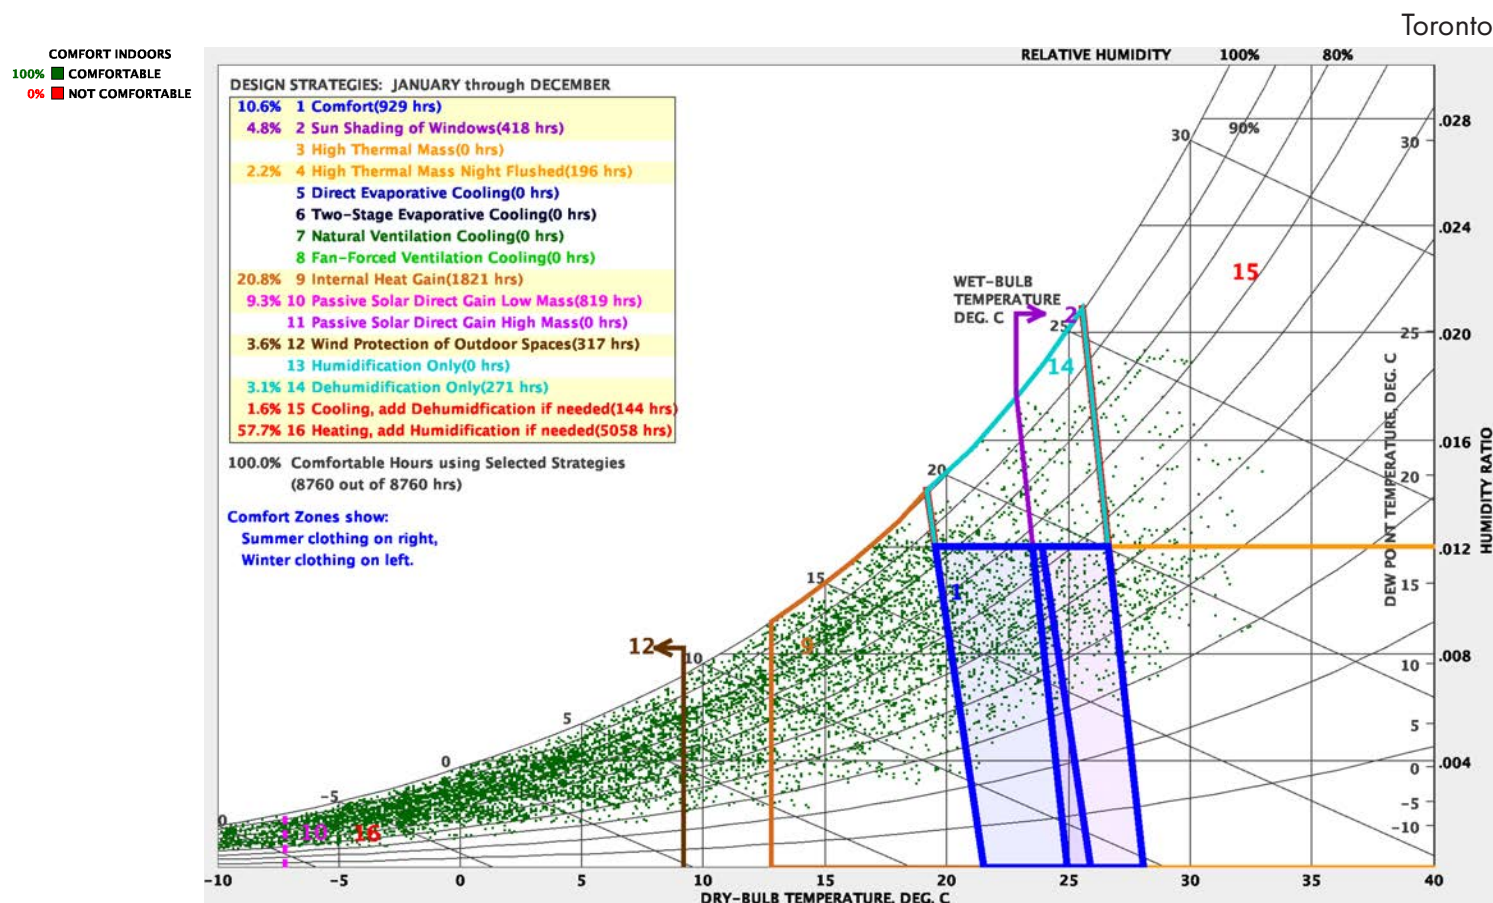 Toronto
COMFORT INDOORS
100% COMFORTABLE
0% NOT COMFORTABLE
RELATIVE HUMIDITY 100% 80%
DESIGN STRATEGIES: JANUARY through DECEMBER
10.6% 1 Comfort(929 hrs)
4.8% 2 Sun Shading of Windows(418 hrs)
3 High Thermal Mass(0 hrs)
2.2% 4 High Thermal Mass Night Flushed(196 hrs)
5 Direct Evaporative Cooling(0 hrs)
6 Two-Stage Evaporative Cooling(0 hrs)
7 Natural Ventilation Cooling(0 hrs)
8 Fan-Forced Ventilation Cooling(0 hrs)
20.8% 9 Internal Heat Gain(1821 hrs)
9.3% 10 Passive Solar Direct Gain Low Mass(819 hrs)
11 Passive Solar Direct Gain High Mass(0 hrs)
3.6% 12 Wind Protection of Outdoor Spaces(317 hrs)
13 Humidification Only(0 hrs)
3.1% 14 Dehumidification Only(271 hrs)
1.6% 15 Cooling, add Dehumidfication if needed(144 hrs)
57.7% 16 Heating, add Humidification if needed(5058 hrs)
100.0% Comfortable Hours using Selected Strategies
(8760 out of 8760 hrs)
Comfort Zones show:
Summer clothing on right,
Winter clothing on left.
90%
WET-BULB
TEMPERATURE
DEG. C
30
25
20
15
10
5
0
-5
0
2
14
15
1
9
12
10
16
.028
.024
.020
.016
.012
.008
.004
30
25
20
15
10
5
0
-5
-10
DEW POINT TEMPERATURE, DEG. C
HUMIDITY RATIO
-10 -5 0 5 10 15 20 25 30 35 40
DRY-BULB TEMPERATURE, DEG. C